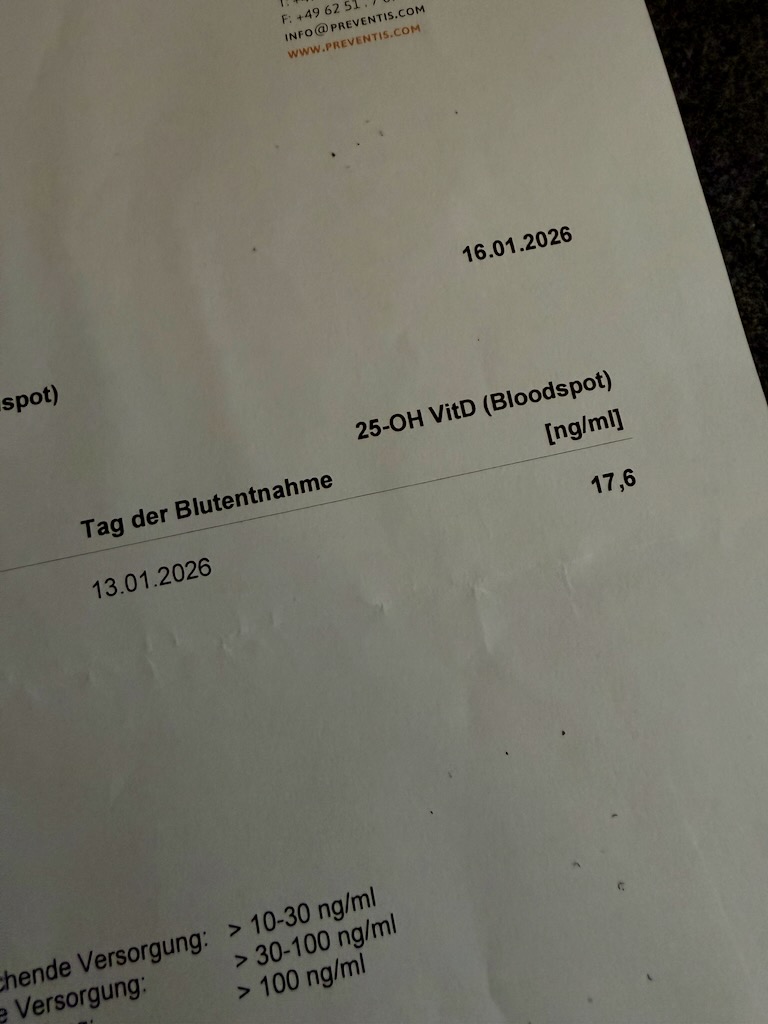 F: +49 62 51
INFO@PREVENTIS.COM
WWW.PREVENTIS.COM
16.01.2026
spot)
25-OH VitD (Bloodspot)
[ng/ml]
Tag der Blutentnahme
17,6
13.01.2026
chende Versorgung: > 10-30 ng/ml
e Versorgung: > 30-100 ng/ml
> 100 ng/ml